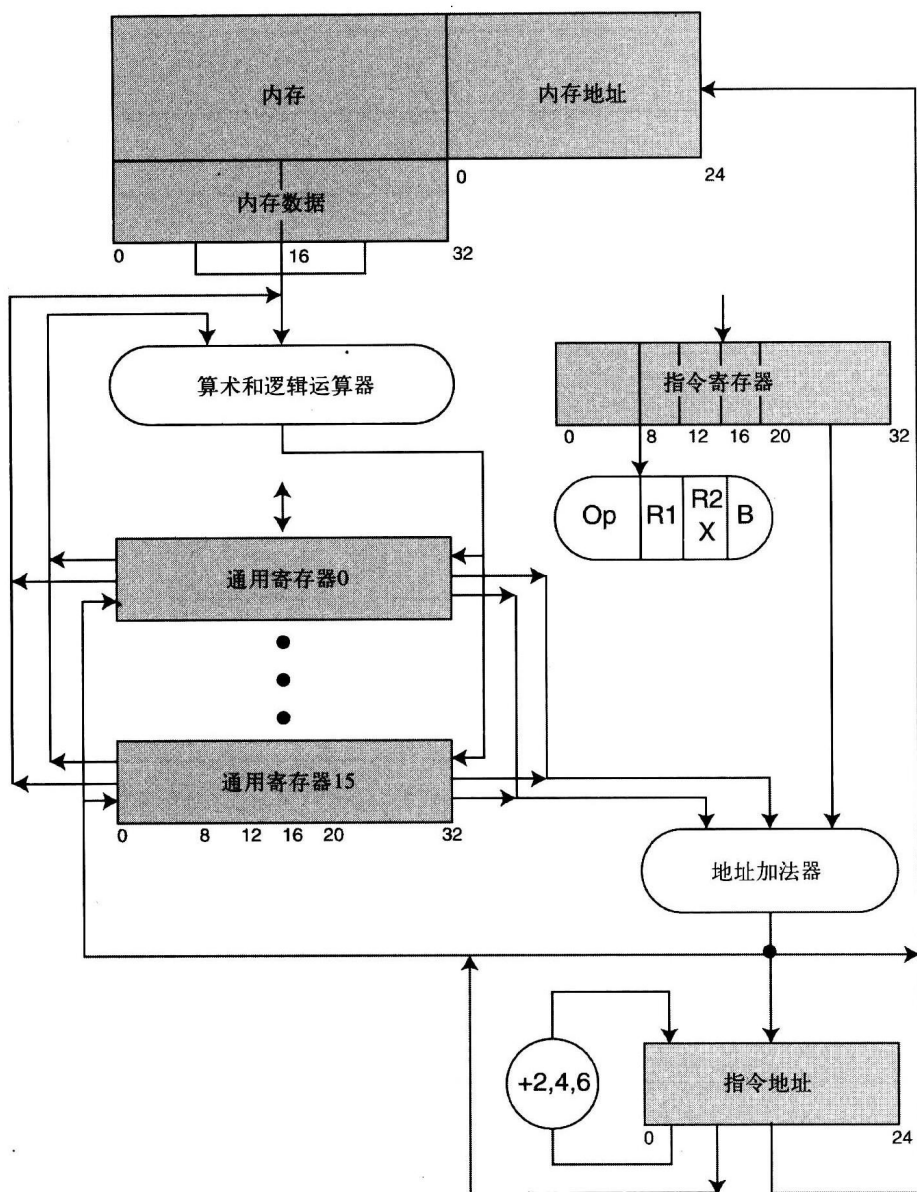 内存
内存地址
0
24
内存数据
0
16
32
算术和逻辑运算器
指令寄存器
0
8
12
16
20
32
Op
R1
R2
X
B
通用寄存器0
通用寄存器15
0
8
12
16
20
32
地址加法器
+2,4,6
指令地址
0
24